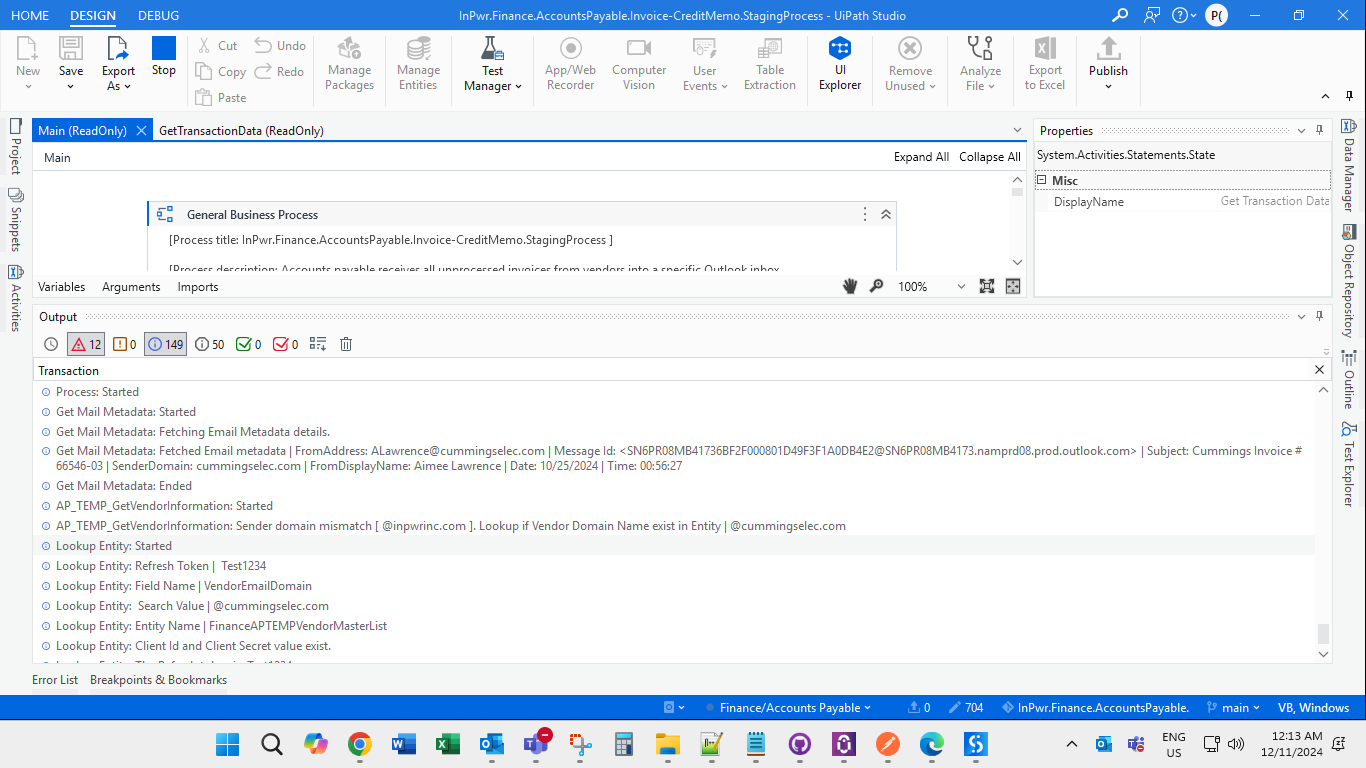 HOME DESIGN DEBUG InPwr.Finance.AccountsPayable.Invoice-CreditMemo.StagingProcess - UiPath Studio P(
New
Save
Export As
Stop
Cut
Copy
Paste
Undo
Redo
Manage Packages
Manage Entities
Test Manager
App/Web Recorder
Computer Vision
User Events
Table Extraction
UI Explorer
Remove Unused
Analyze File
Export to Excel
Publish
Project
Snippets
Activities
Main (ReadOnly) GetTransactionData (ReadOnly)
Main Expand All Collapse All
General Business Process
[Process title: InPwr.Finance.AccountsPayable.Invoice-CreditMemo.StagingProcess ]
[Process description: Accounts payable receives all unprocessed invoices from vendors into a specific Outlook inbox
Variables Arguments Imports 100%
Properties
System.Activities.Statements.State
Misc
DisplayName Get Transaction Data
Data Manager
Object Repository
Outline
Test Explorer
Output
12 0 149 50 0 0
Transaction
Process: Started
Get Mail Metadata: Started
Get Mail Metadata: Fetching Email Metadata details.
Get Mail Metadata: Fetched Email metadata | FromAddress: ALawrence@cummingselec.com | Message Id: <SN6PR08MB41736BF2F000801D49F3F1A0DB4E2@SN6PR08MB4173.namprd08.prod.outlook.com> | Subject: Cummings Invoice #
66546-03 | SenderDomain: cummingselec.com | FromDisplayName: Aimee Lawrence | Date: 10/25/2024 | Time: 00:56:27
Get Mail Metadata: Ended
AP_TEMP_GetVendorInformation: Started
AP_TEMP_GetVendorInformation: Sender domain mismatch [ @inpwrinc.com ]. Lookup if Vendor Domain Name exist in Entity | @cummingselec.com
Lookup Entity: Started
Lookup Entity: Refresh Token |  Test1234
Lookup Entity: Field Name | VendorEmailDomain
Lookup Entity:  Search Value | @cummingselec.com
Lookup Entity: Entity Name | FinanceAPTEMPVendorMasterList
Lookup Entity: Client Id and Client Secret value exist.
Error List Breakpoints & Bookmarks
Finance/Accounts Payable 0 704 InPwr.Finance.AccountsPayable. main VB, Windows
ENG
US
12:13 AM
12/11/2024